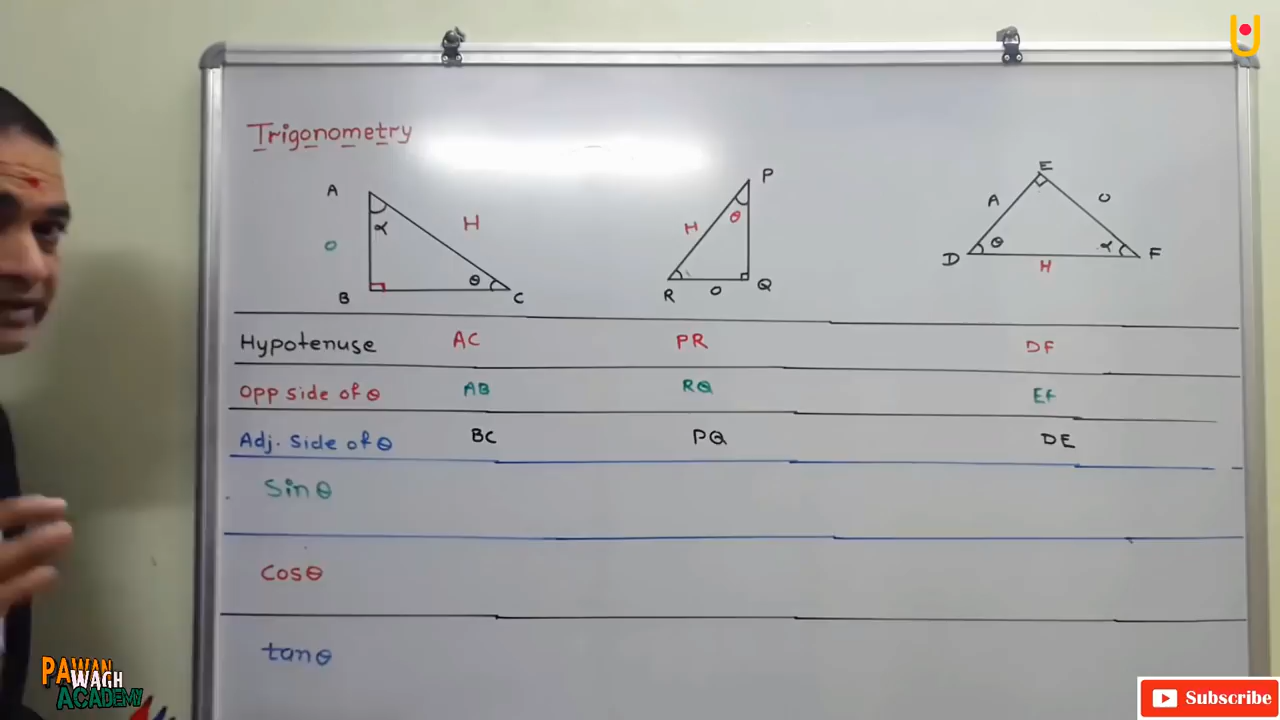 Trigonometry
A
α
O
H
B
θ
C
P
θ
H
R
O
Q
E
A
O
D
θ
α
F
H
Hypotenuse AC PR DF
Opp side of θ AB RQ EF
Adj. Side of θ BC PQ DE
Sin θ
Cosθ
tanθ
PAWAN
WAGH
ACADEMY
Subscribe